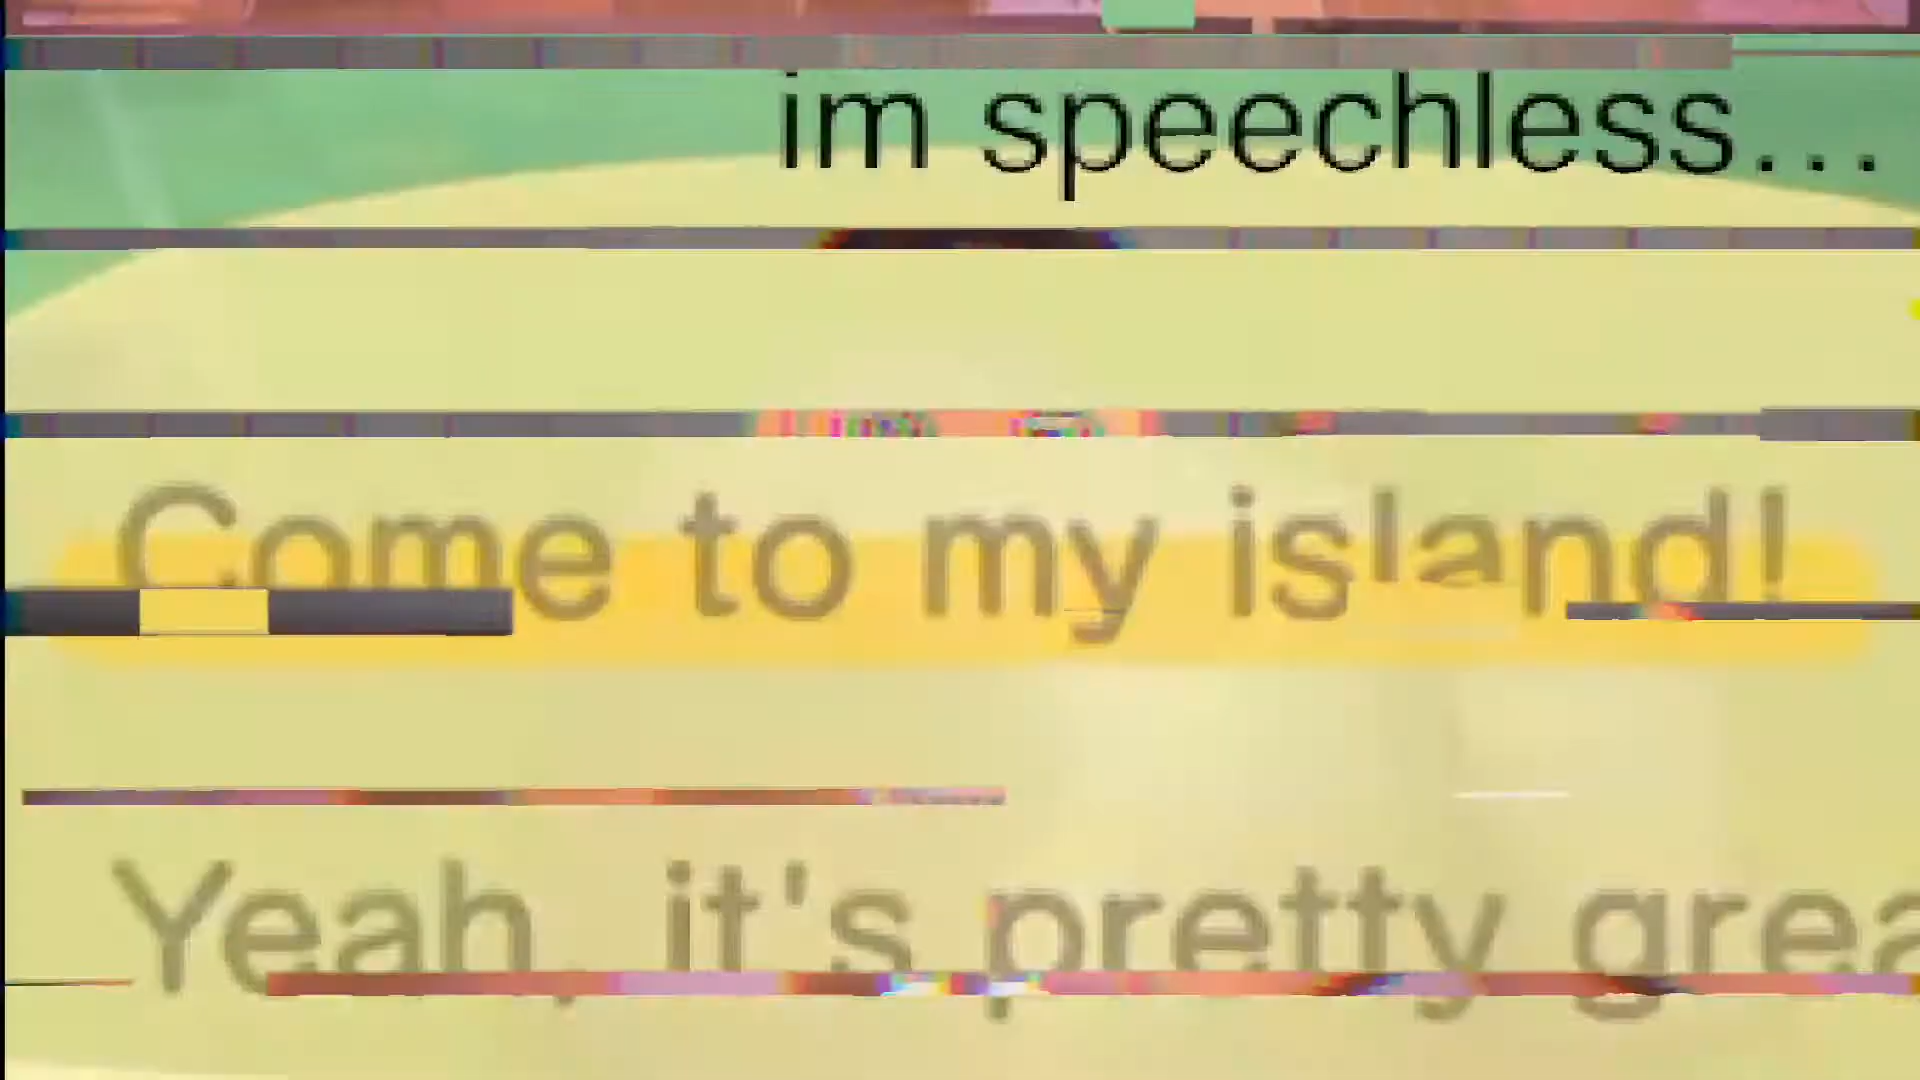 im speechless...
Come to my island!
Yeah, it's pretty